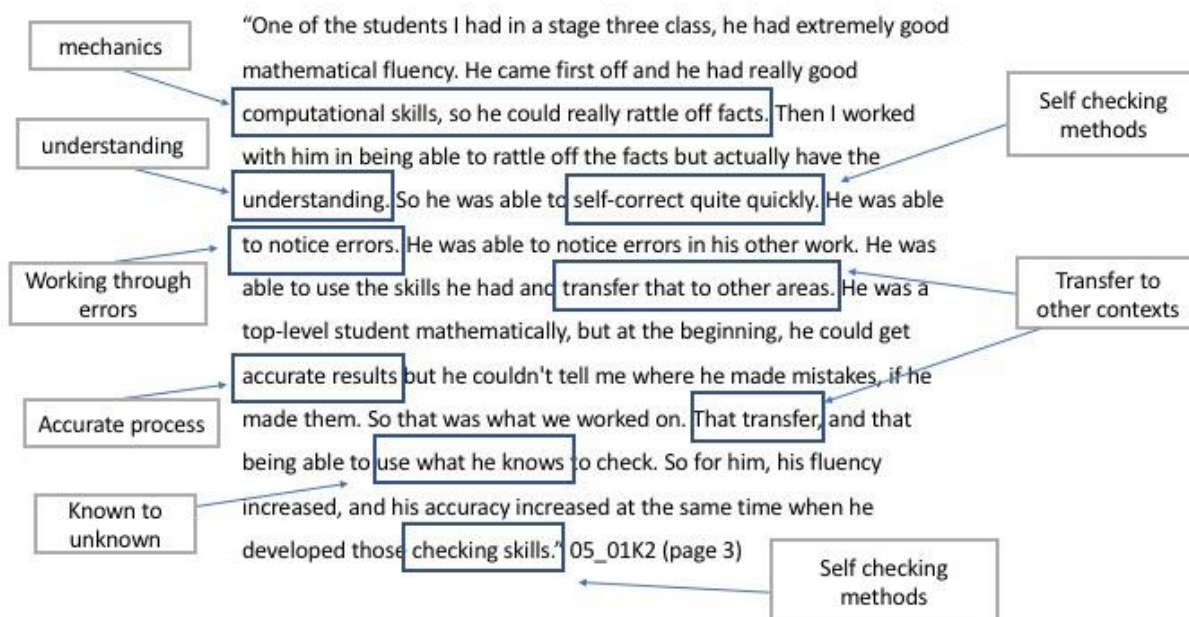 “One of the students I had in a stage three class, he had extremely good
mechanics
mathematical fluency. He came first off and he had really good
computational skills, so he could really rattle off facts. Then I worked
Self checking
methods
understanding
with him in being able to rattle off the facts but actually have the
understanding. So he was able to self-correct quite quickly. He was able
to notice errors. He was able to notice errors in his other work. He was
Working through
errors
able to use the skills he had and transfer that to other areas. He was a
Transfer to
other contexts
top-level student mathematically, but at the beginning, he could get
accurate results but he couldn't tell me where he made mistakes, if he
Accurate process
made them. So that was what we worked on. That transfer, and that
being able to use what he knows to check. So for him, his fluency
Known to
unknown
increased, and his accuracy increased at the same time when he
developed those checking skills.” 05_01K2 (page 3)
Self checking
methods